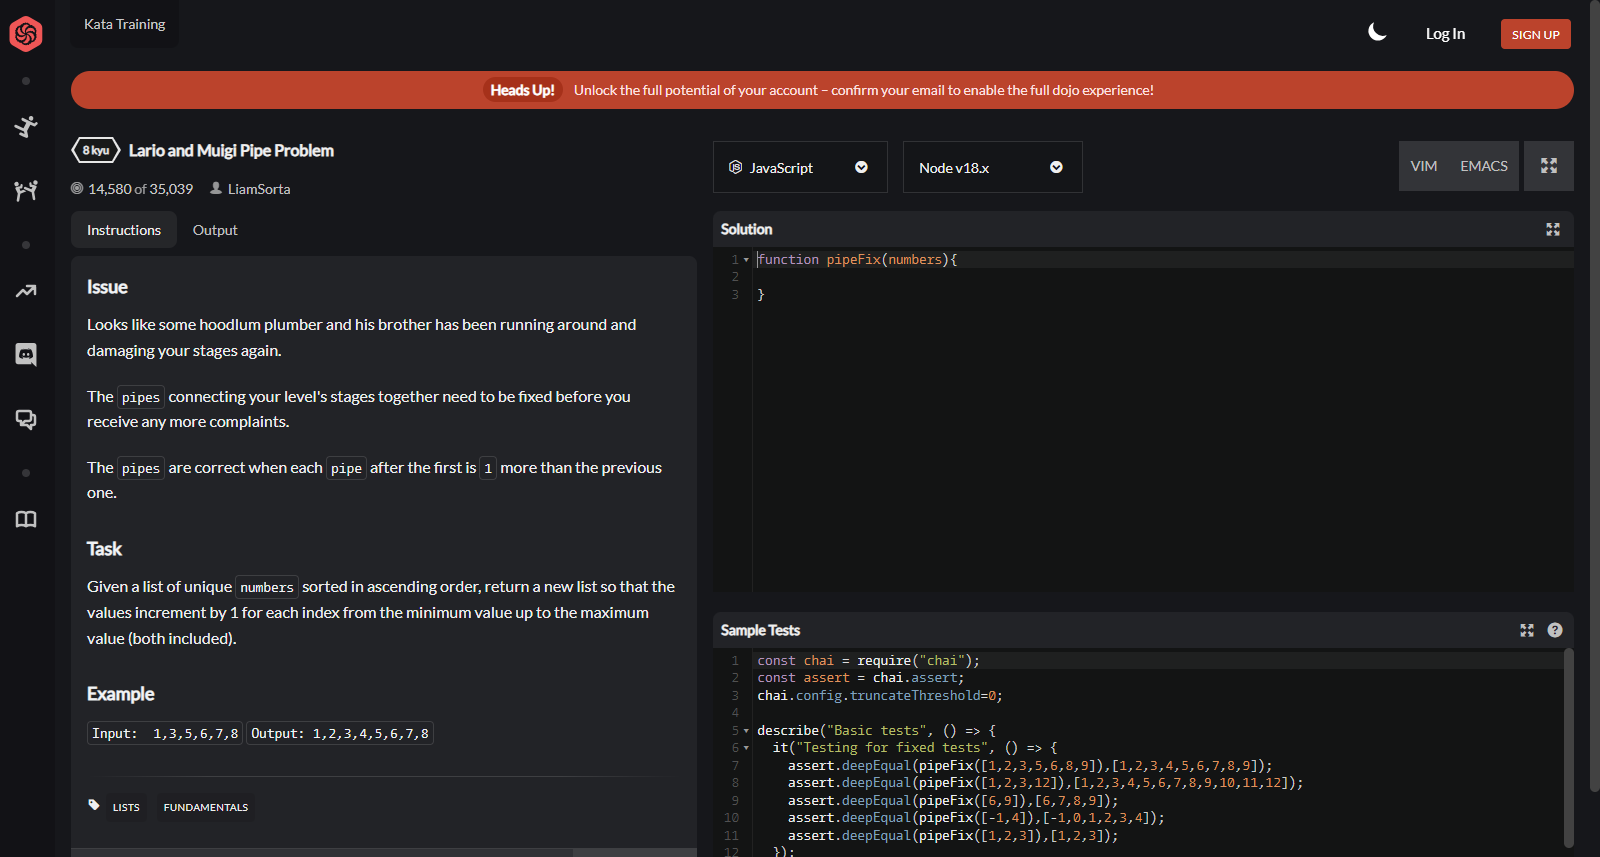 Kata Training
Log In
SIGN UP
Heads Up! Unlock the full potential of your account – confirm your email to enable the full dojo experience!
8 kyu Lario and Muigi Pipe Problem
14,580 of 35,039 LiamSorta
Instructions Output
Issue
Looks like some hoodlum plumber and his brother has been running around and
damaging your stages again.
The pipes connecting your level's stages together need to be fixed before you
receive any more complaints.
The pipes are correct when each pipe after the first is 1 more than the previous
one.
Task
Given a list of unique numbers sorted in ascending order, return a new list so that the
values increment by 1 for each index from the minimum value up to the maximum
value (both included).
Example
Input:  1,3,5,6,7,8 Output: 1,2,3,4,5,6,7,8
LISTS FUNDAMENTALS
JavaScript
Node v18.x
VIM EMACS
Solution
1 function pipeFix(numbers){
2
3 }
Sample Tests
?
1 const chai = require("chai");
2 const assert = chai.assert;
3 chai.config.truncateThreshold=0;
4
5 describe("Basic tests", () => {
6   it("Testing for fixed tests", () => {
7     assert.deepEqual(pipeFix([1,2,3,5,6,8,9]),[1,2,3,4,5,6,7,8,9]);
8     assert.deepEqual(pipeFix([1,2,3,12]),[1,2,3,4,5,6,7,8,9,10,11,12]);
9     assert.deepEqual(pipeFix([6,9]),[6,7,8,9]);
10     assert.deepEqual(pipeFix([-1,4]),[-1,0,1,2,3,4]);
11     assert.deepEqual(pipeFix([1,2,3]),[1,2,3]);
12   });